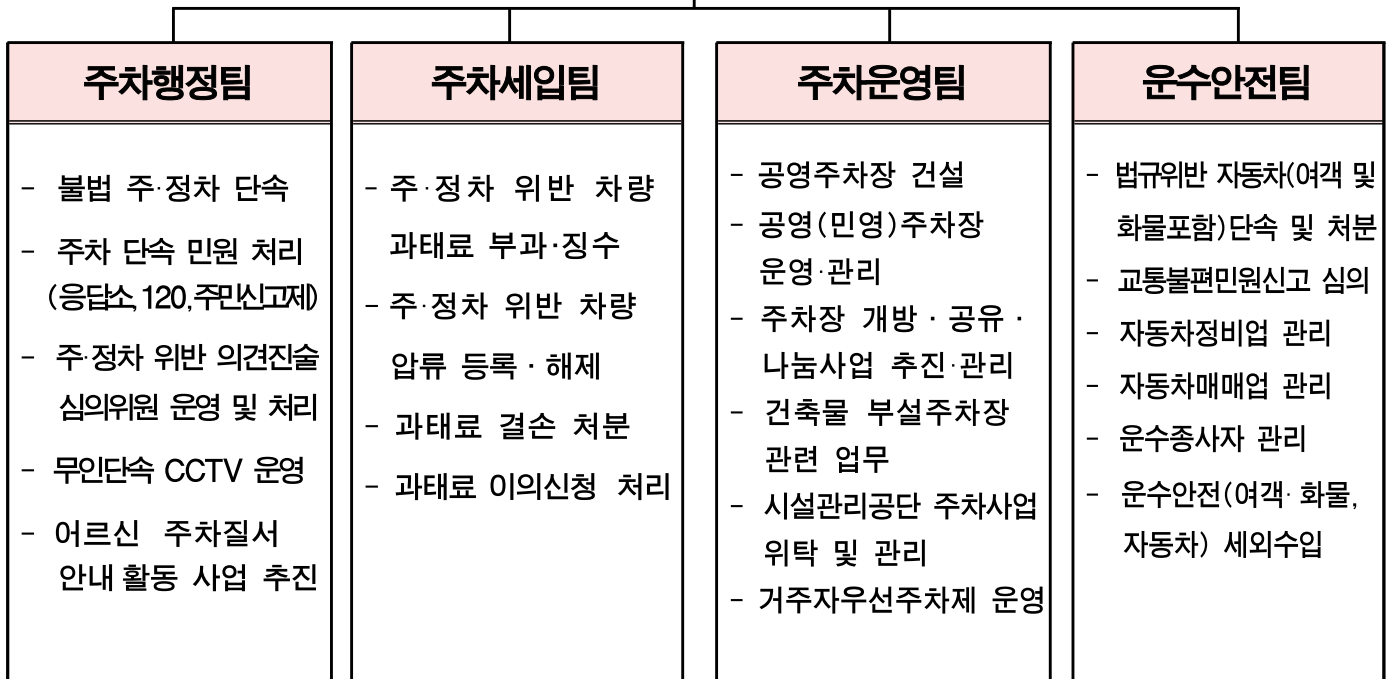 주차행정팀
- 불법 주·정차 단속
- 주차 단속 민원 처리
(응답소, 120, 주민신고제)
- 주·정차 위반 의견진술
심의위원 운영 및 처리
- 무인단속 CCTV 운영
- 어르신 주차질서
안내 활동 사업 추진
주차세입팀
- 주·정차 위반 차량
과태료 부과·징수
- 주·정차 위반 차량
압류 등록·해제
- 과태료 결손 처분
- 과태료 이의신청 처리
주차운영팀
- 공영주차장 건설
- 공영(민영)주차장
운영·관리
- 주차장 개방·공유·
나눔사업 추진·관리
- 건축물 부설주차장
관련 업무
- 시설관리공단 주차사업
위탁 및 관리
- 거주자우선주차제 운영
운수안전팀
- 법규위반 자동차(여객 및
화물포함)단속 및 처분
- 교통불편민원신고 심의
- 자동차정비업 관리
- 자동차매매업 관리
- 운수종사자 관리
- 운수안전(여객·화물,
자동차) 세외수입